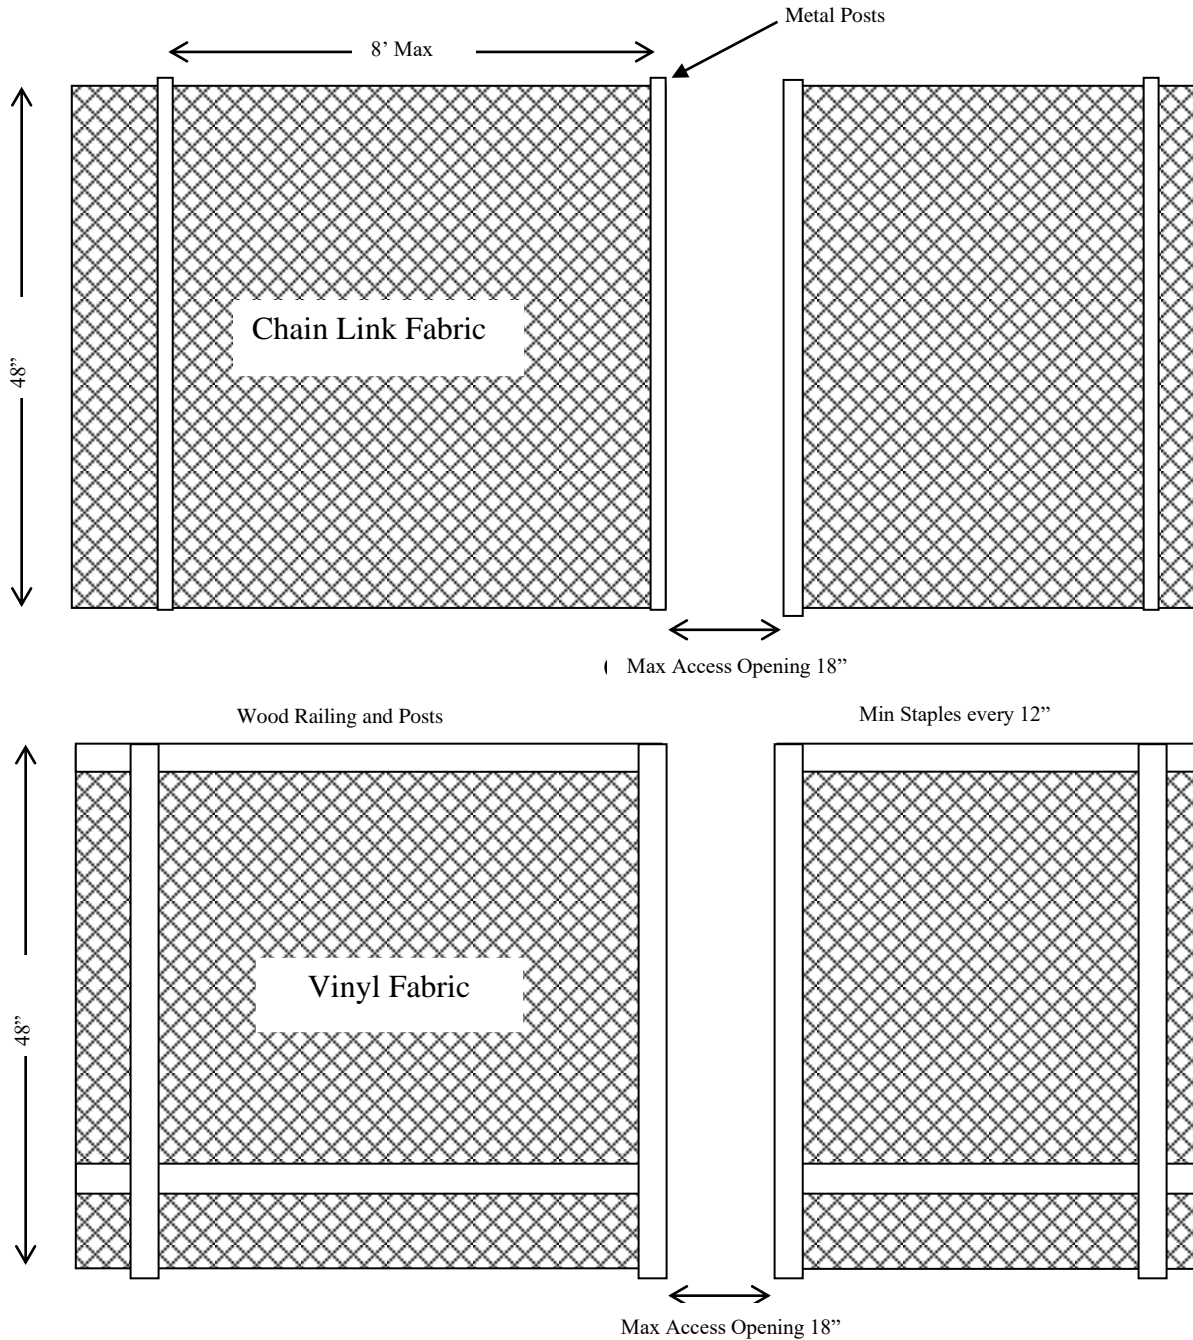 Metal Posts
8’ Max
48”
Chain Link Fabric
( Max Access Opening 18”
Wood Railing and Posts
Min Staples every 12”
48”
Vinyl Fabric
Max Access Opening 18”